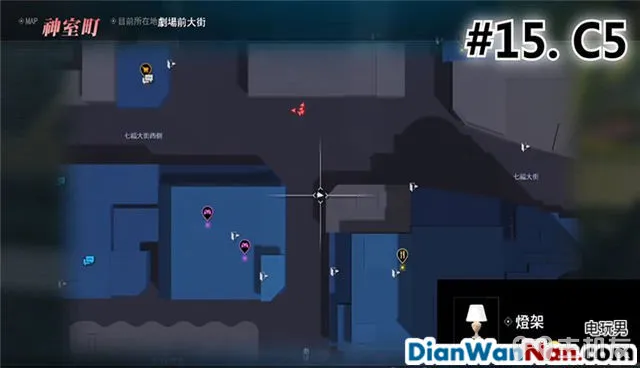 MAP 神室町 目前所在地 劇場前大街
#15. C5
七福大街西側
七福大街
燈架
电玩男
DianWanNan.com